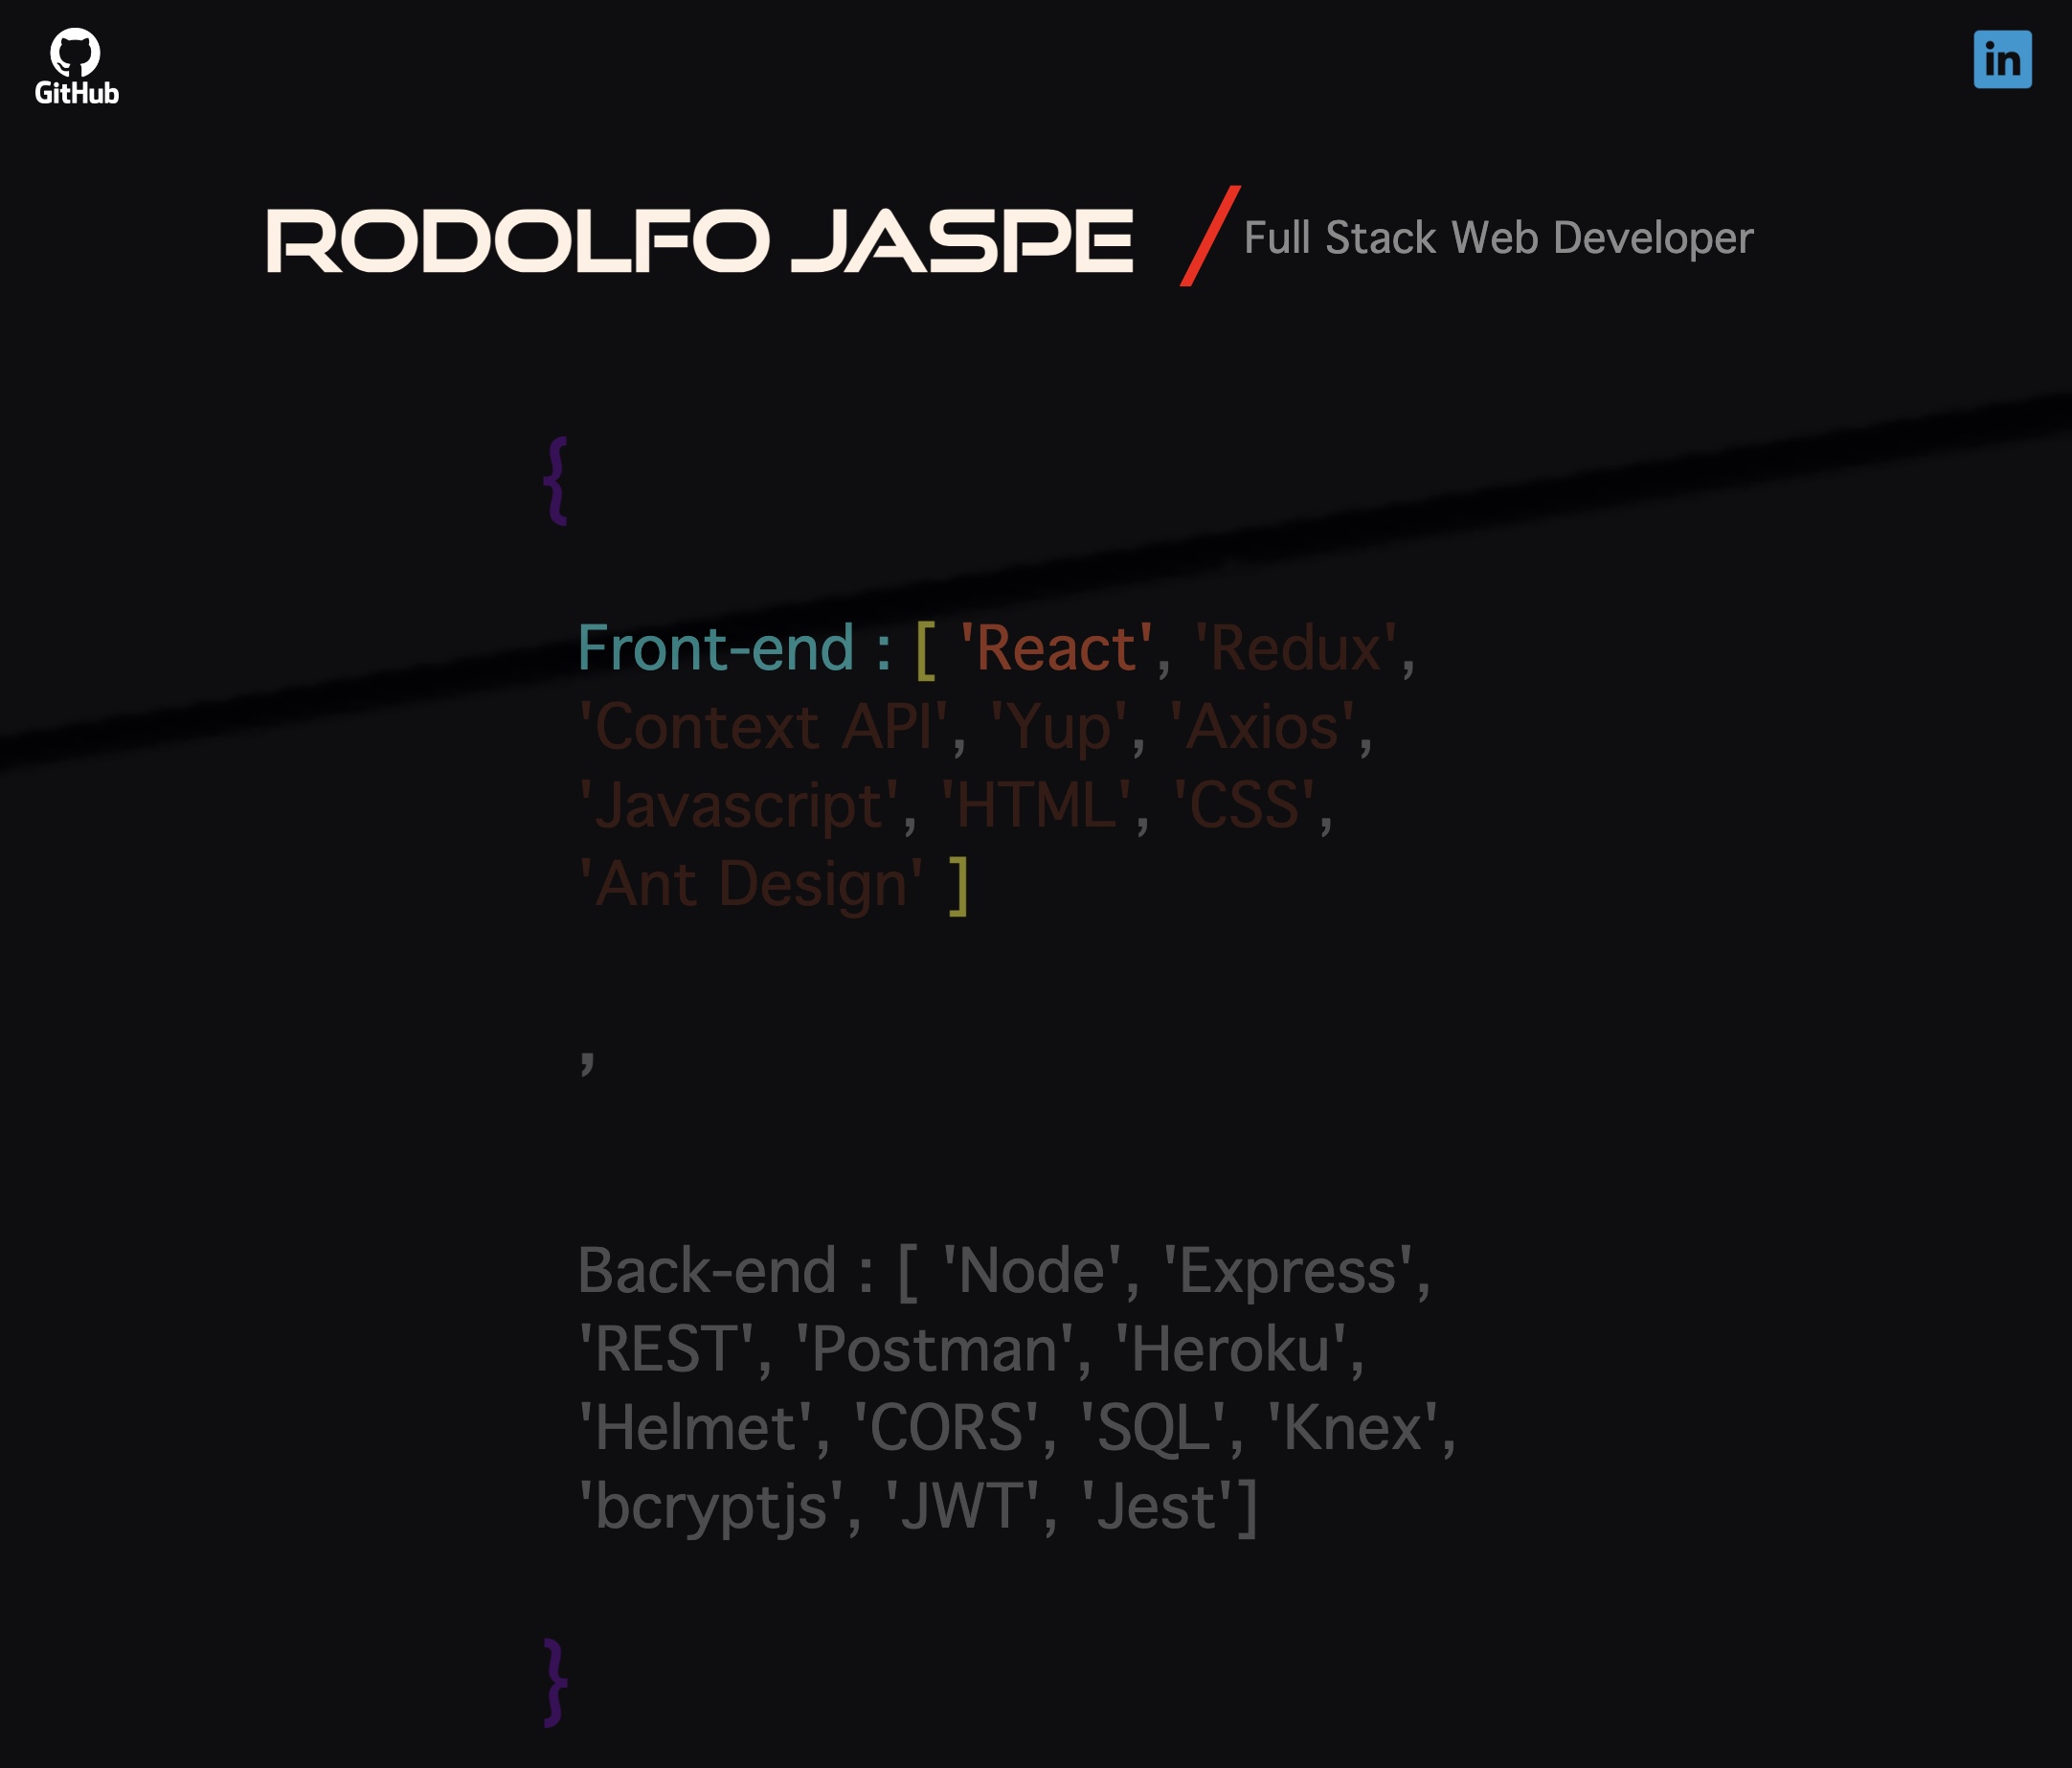 GitHub
in
RODOLFO JASPE / Full Stack Web Developer
{
Front-end : [ 'React', 'Redux',
'Context API', 'Yup', 'Axios',
'Javascript', 'HTML', 'CSS',
'Ant Design' ]
,
Back-end : [ 'Node', 'Express',
'REST', 'Postman', 'Heroku',
'Helmet', 'CORS', 'SQL', 'Knex',
'bcryptjs', 'JWT', 'Jest']
}